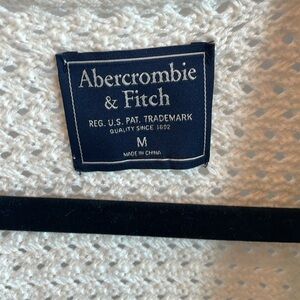 Abercrombie
& Fitch
REG. U.S. PAT. TRADEMARK
QUALITY SINCE 1892
M
MADE IN CHINA